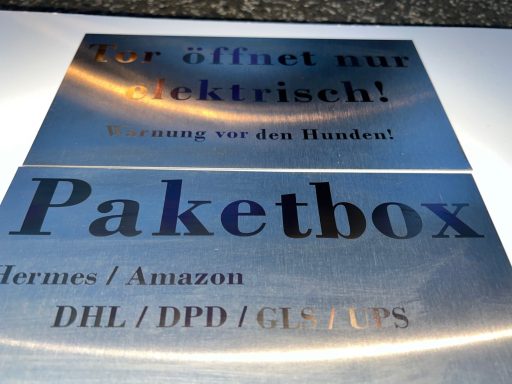 Tor öffnet nur
elektrisch!
Warnung vor den Hunden!
Paketbox
Hermes / Amazon
DHL / DPD / GLS / UPS